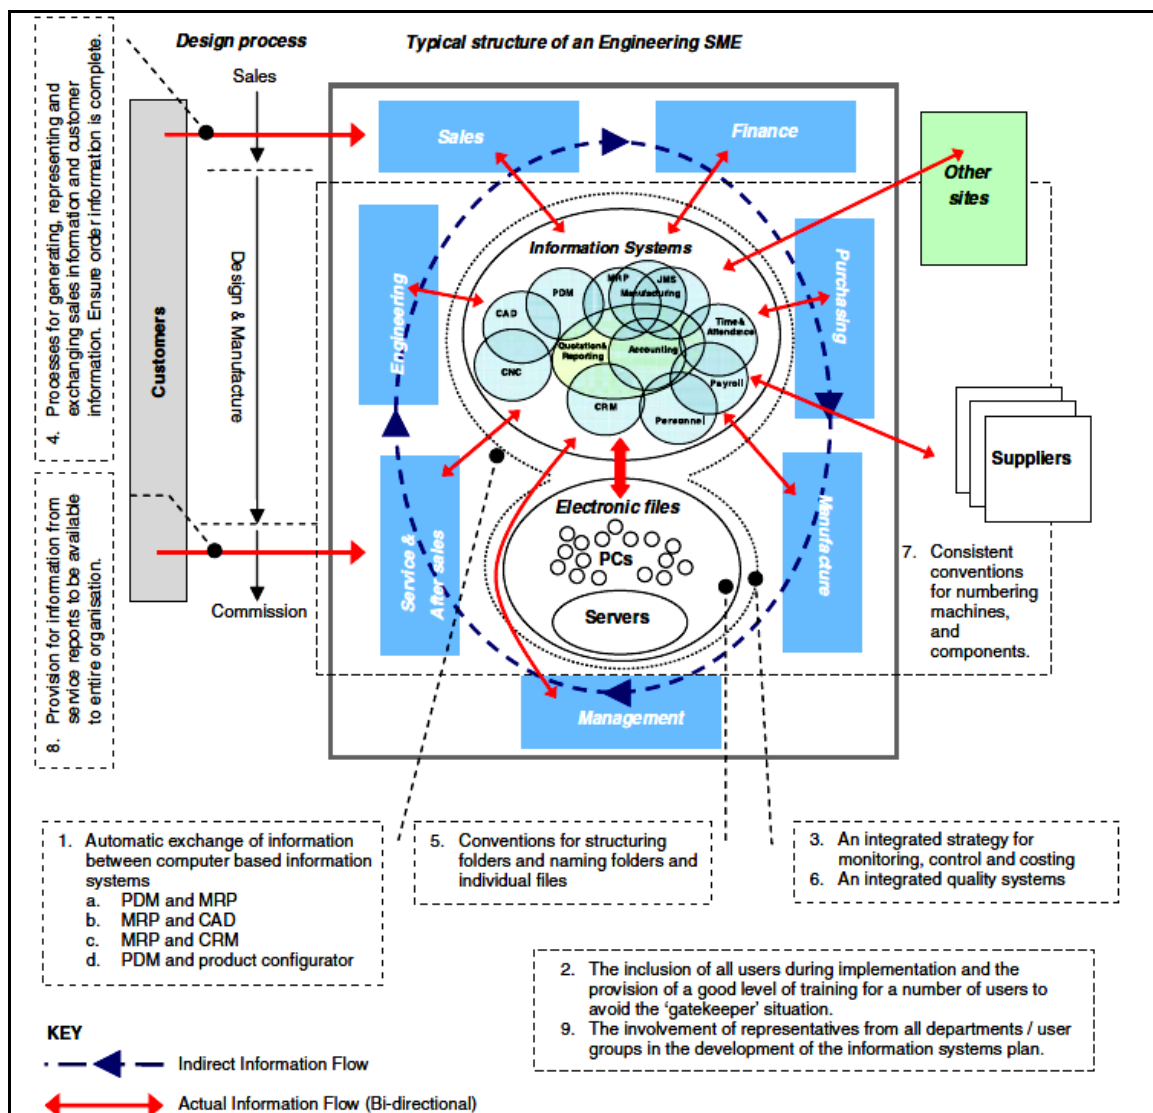 Design process
Typical structure of an Engineering SME
4. Processes for generating, representing and
exchanging sales information and customer
information. Ensure order information is complete.
8. Provision for information from
service reports to be available
to entire organisation.
Customers
Sales
Design & Manufacture
Commission
Sales
Finance
Engineering
Purchasing
Service &
After sales
Manufacture
Management
Other
sites
Suppliers
Information Systems
PDM
MRP
JMS
Manufacturing
CAD
Time&
Attendance
Quotation&
Reporting
Accounting
CNC
Payroll
CRM
Personnel
Electronic files
PCs
Servers
7. Consistent
conventions
for numbering
machines,
and
components.
1. Automatic exchange of information
between computer based information
systems
a. PDM and MRP
b. MRP and CAD
c. MRP and CRM
d. PDM and product configurator
5. Conventions for structuring
folders and naming folders and
individual files
3. An integrated strategy for
monitoring, control and costing
6. An integrated quality systems
2. The inclusion of all users during implementation and the
provision of a good level of training for a number of users to
avoid the ‘gatekeeper’ situation.
9. The involvement of representatives from all departments / user
groups in the development of the information systems plan.
KEY
Indirect Information Flow
Actual Information Flow (Bi-directional)